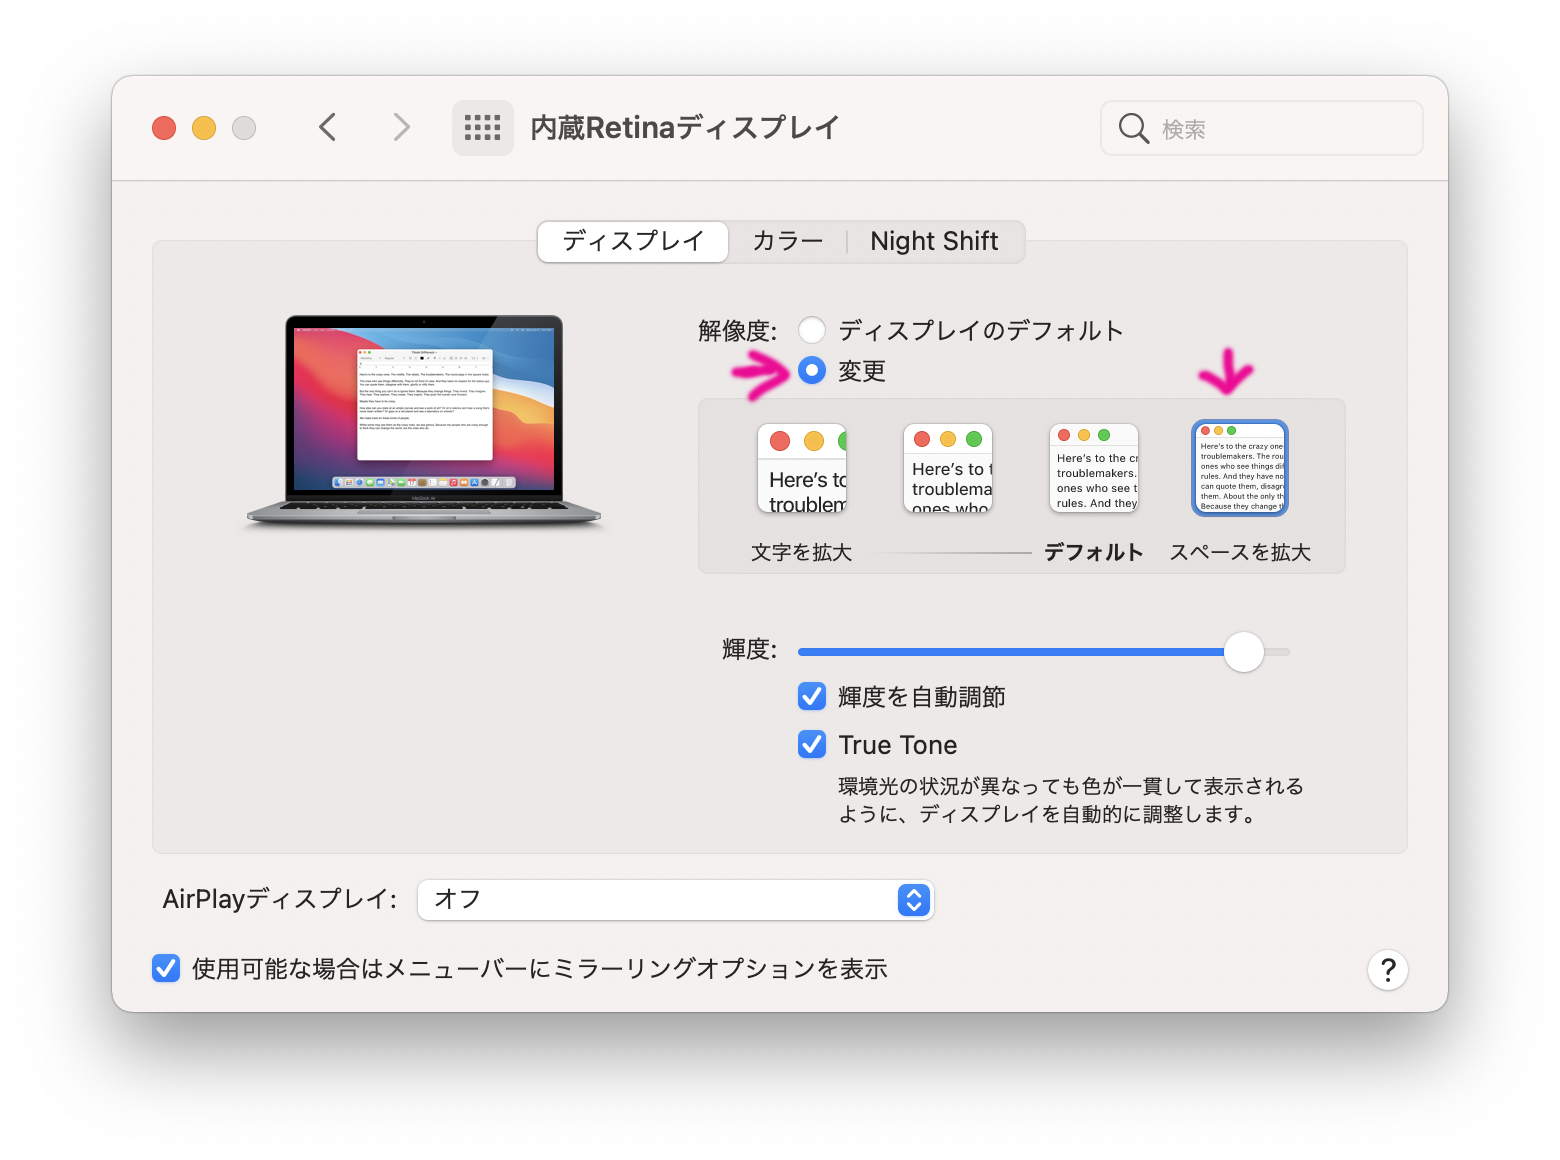 内蔵Retinaディスプレイ
検索
ディスプレイ
カラー
Night Shift
解像度:
ディスプレイのデフォルト
変更
Here's to
troublem
Here's to t
troublema
ones who
Here's to the cr
troublemakers.
ones who see t
rules. And they
Here's to the crazy one
troublemakers. The rou
ones who see things dif
rules. And they have no
can quote them, disagre
them. About the only th
Because they change t
文字を拡大
デフォルト
スペースを拡大
輝度:
輝度を自動調節
True Tone
環境光の状況が異なっても色が一貫して表示される
ように、ディスプレイを自動的に調整します。
AirPlayディスプレイ:
オフ
使用可能な場合はメニューバーにミラーリングオプションを表示
?